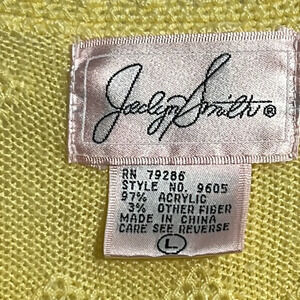 Jaclyn Smith®
RN 79286
STYLE NO. 9605
97% ACRYLIC
3% OTHER FIBER
MADE IN CHINA
CARE SEE REVERSE
L